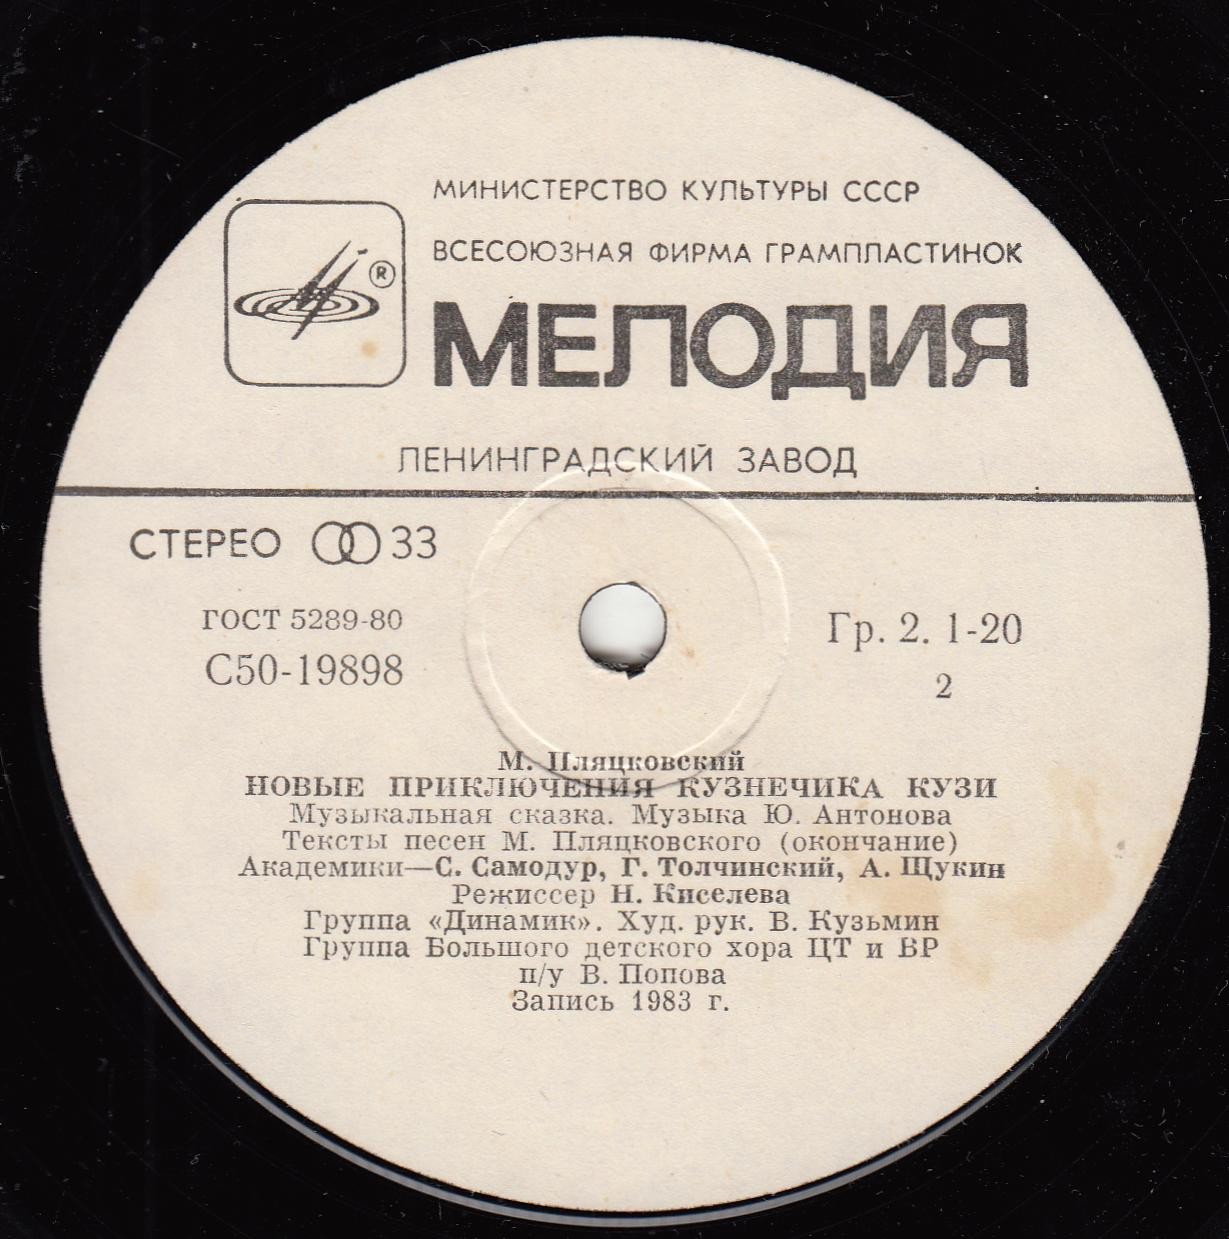 МИНИСТЕРСТВО КУЛЬТУРЫ СССР
ВСЕСОЮЗНАЯ ФИРМА ГРАМПЛАСТИНОК
®
МЕЛОДИЯ
ЛЕНИНГРАДСКИЙ ЗАВОД
СТЕРЕО 33
ГОСТ 5289-80
С50-19898
Гр. 2. 1-20
2
М. Пляцковский
НОВЫЕ ПРИКЛЮЧЕНИЯ КУЗНЕЧИКА КУЗИ
Музыкальная сказка. Музыка Ю. Антонова
Тексты песен М. Пляцковского (окончание)
Академики—С. Самодур, Г. Толчинский, А. Щукин
Режиссер Н. Киселева
Группа «Динамик». Худ. рук. В. Кузьмин
Группа Большого детского хора ЦТ и ВР
п/у В. Попова
Запись 1983 г.